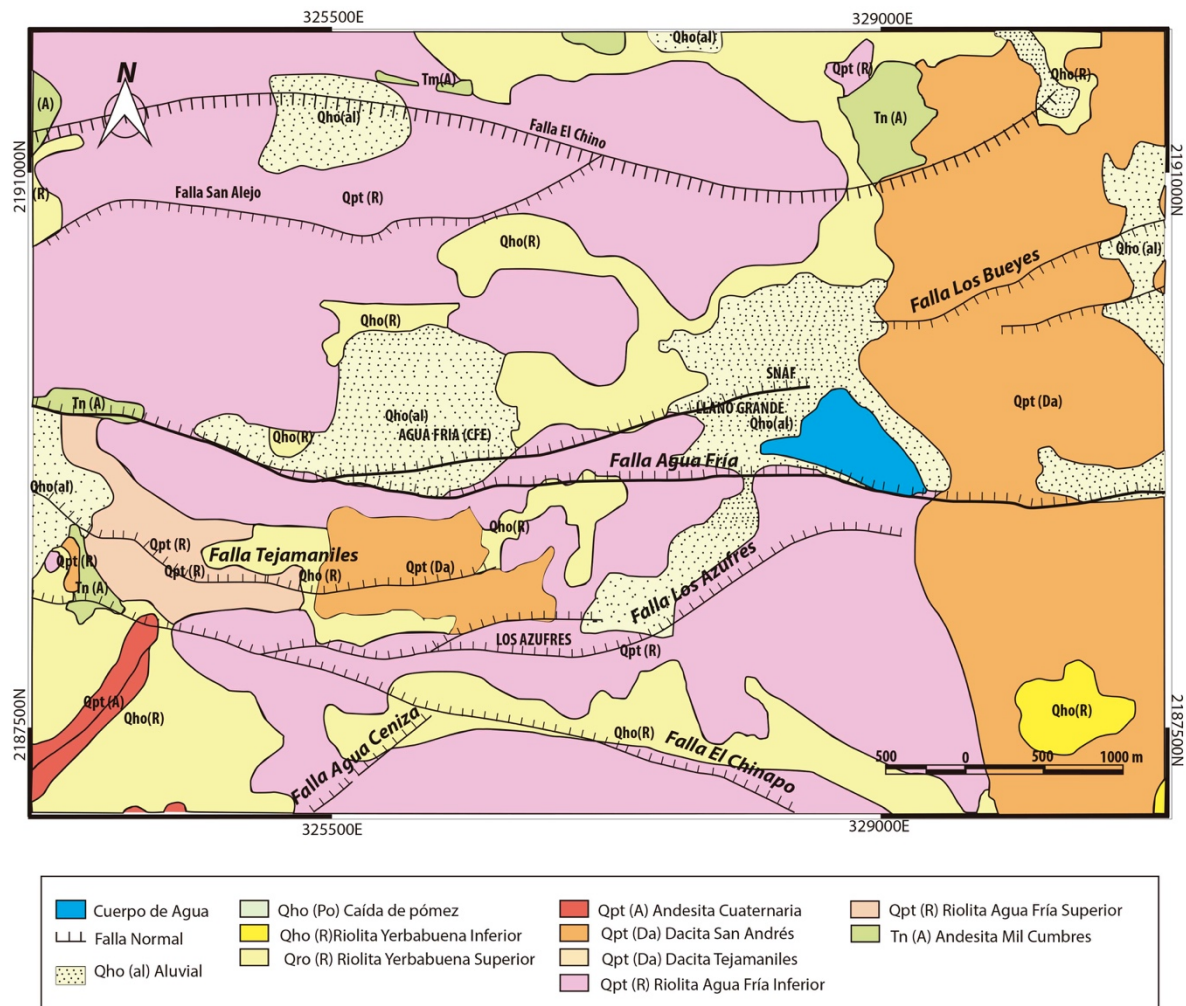 325500E
329000E
Qho(al)
N
Tm(A)
Qpt (R)
Qho(R)
(A)
Qho(al)
Tn (A)
Falla El Chino
2191000N
2191000N
(R)
Falla San Alejo
Qpt (R)
Qho(R)
Qho (al)
Falla Los Bueyes
Qho(R)
SNAF
Tn (A)
Qpt (Da)
LLANO GRANDE
Qho(al)
Qho(al)
AGUA FRIA (CFE)
Qho(R)
Falla Agua Fría
Qho(al)
Qho(R)
Qpt (R)
Falla Tejamaniles
Qpt (R)
Qpt (R)
Qho (R)
Qpt (Da)
Tn (A)
Falla Los Azufres
LOS AZUFRES
Qpt (R)
Qpt (A)
Qho(R)
Qho(R)
2187500N
2187500N
Falla Agua Ceniza
Qho(R)
Falla El Chinapo
500 0 500 1000 m
325500E
329000E
Cuerpo de Agua
Falla Normal
Qho (al) Aluvial
Qho (Po) Caída de pómez
Qho (R)Riolita Yerbabuena Inferior
Qro (R) Riolita Yerbabuena Superior
Qpt (A) Andesita Cuaternaria
Qpt (Da) Dacita San Andrés
Qpt (Da) Dacita Tejamaniles
Qpt (R) Riolita Agua Fría Inferior
Qpt (R) Riolita Agua Fría Superior
Tn (A) Andesita Mil Cumbres